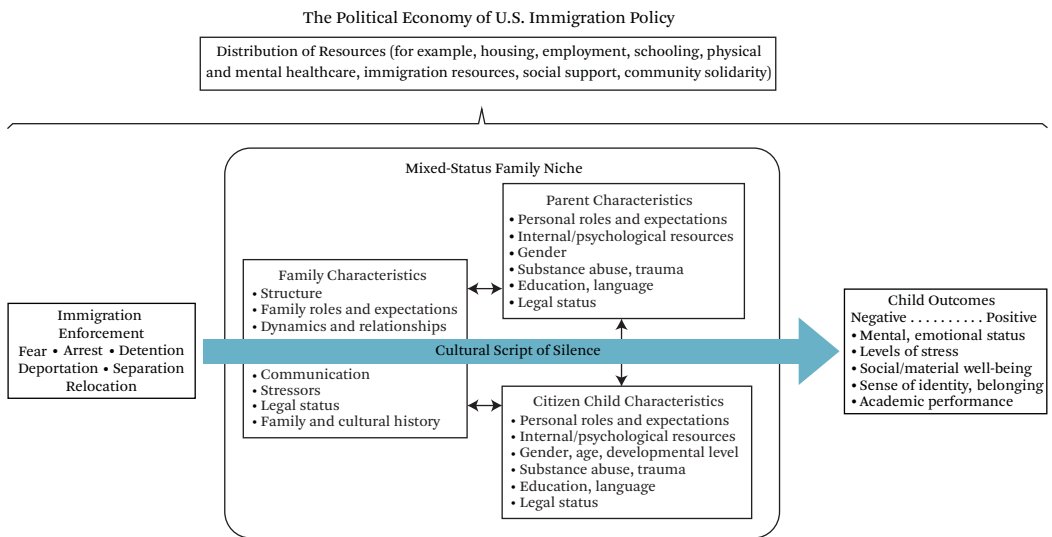 The Political Economy of U.S. Immigration Policy
Distribution of Resources (for example, housing, employment, schooling, physical
and mental healthcare, immigration resources, social support, community solidarity)
Mixed-Status Family Niche
Immigration
Enforcement
Fear • Arrest • Detention
Deportation • Separation
Relocation
Family Characteristics
• Structure
• Family roles and expectations
• Dynamics and relationships
Cultural Script of Silence
• Communication
• Stressors
• Legal status
• Family and cultural history
Parent Characteristics
• Personal roles and expectations
• Internal/psychological resources
• Gender
• Substance abuse, trauma
• Education, language
• Legal status
Citizen Child Characteristics
• Personal roles and expectations
• Internal/psychological resources
• Gender, age, developmental level
• Substance abuse, trauma
• Education, language
• Legal status
Child Outcomes
Negative . . . . . . . . . . Positive
• Mental, emotional status
• Levels of stress
• Social/material well-being
• Sense of identity, belonging
• Academic performance